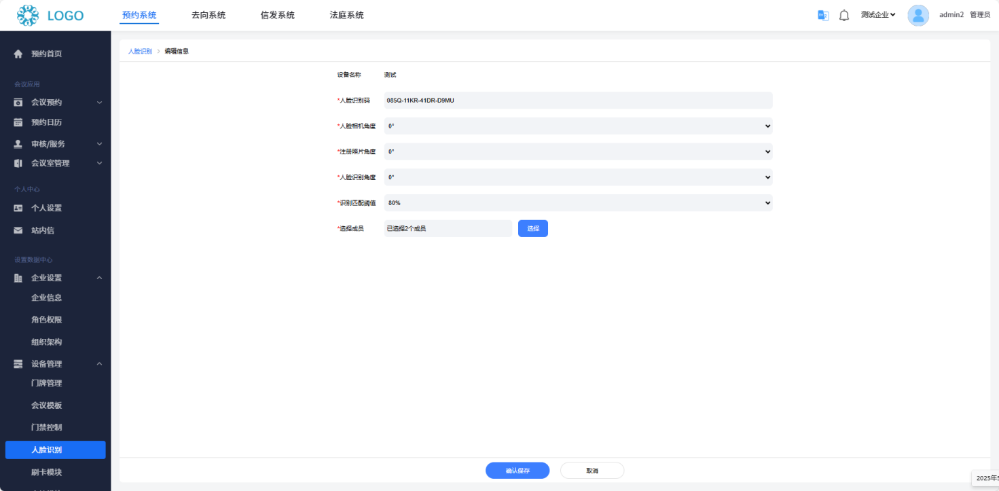 LOGO
预约系统 去向系统 信发系统 法庭系统
测试企业 admin2 管理员
预约首页
会议应用
会议预约
预约日历
审核/服务
会议室管理
个人中心
个人设置
站内信
设置数据中心
企业设置
企业信息
角色权限
组织架构
设备管理
门牌管理
会议模板
门禁控制
人脸识别
刷卡模块
人脸识别 > 编辑信息
设备名称 测试
*人脸识别码 085Q-11KR-41DR-D9MU
*人脸相机角度 0°
*注册照片角度 0°
*人脸识别角度 0°
*识别匹配阈值 80%
*选择成员 已选择2个成员 选择
确认保存 取消
2025年